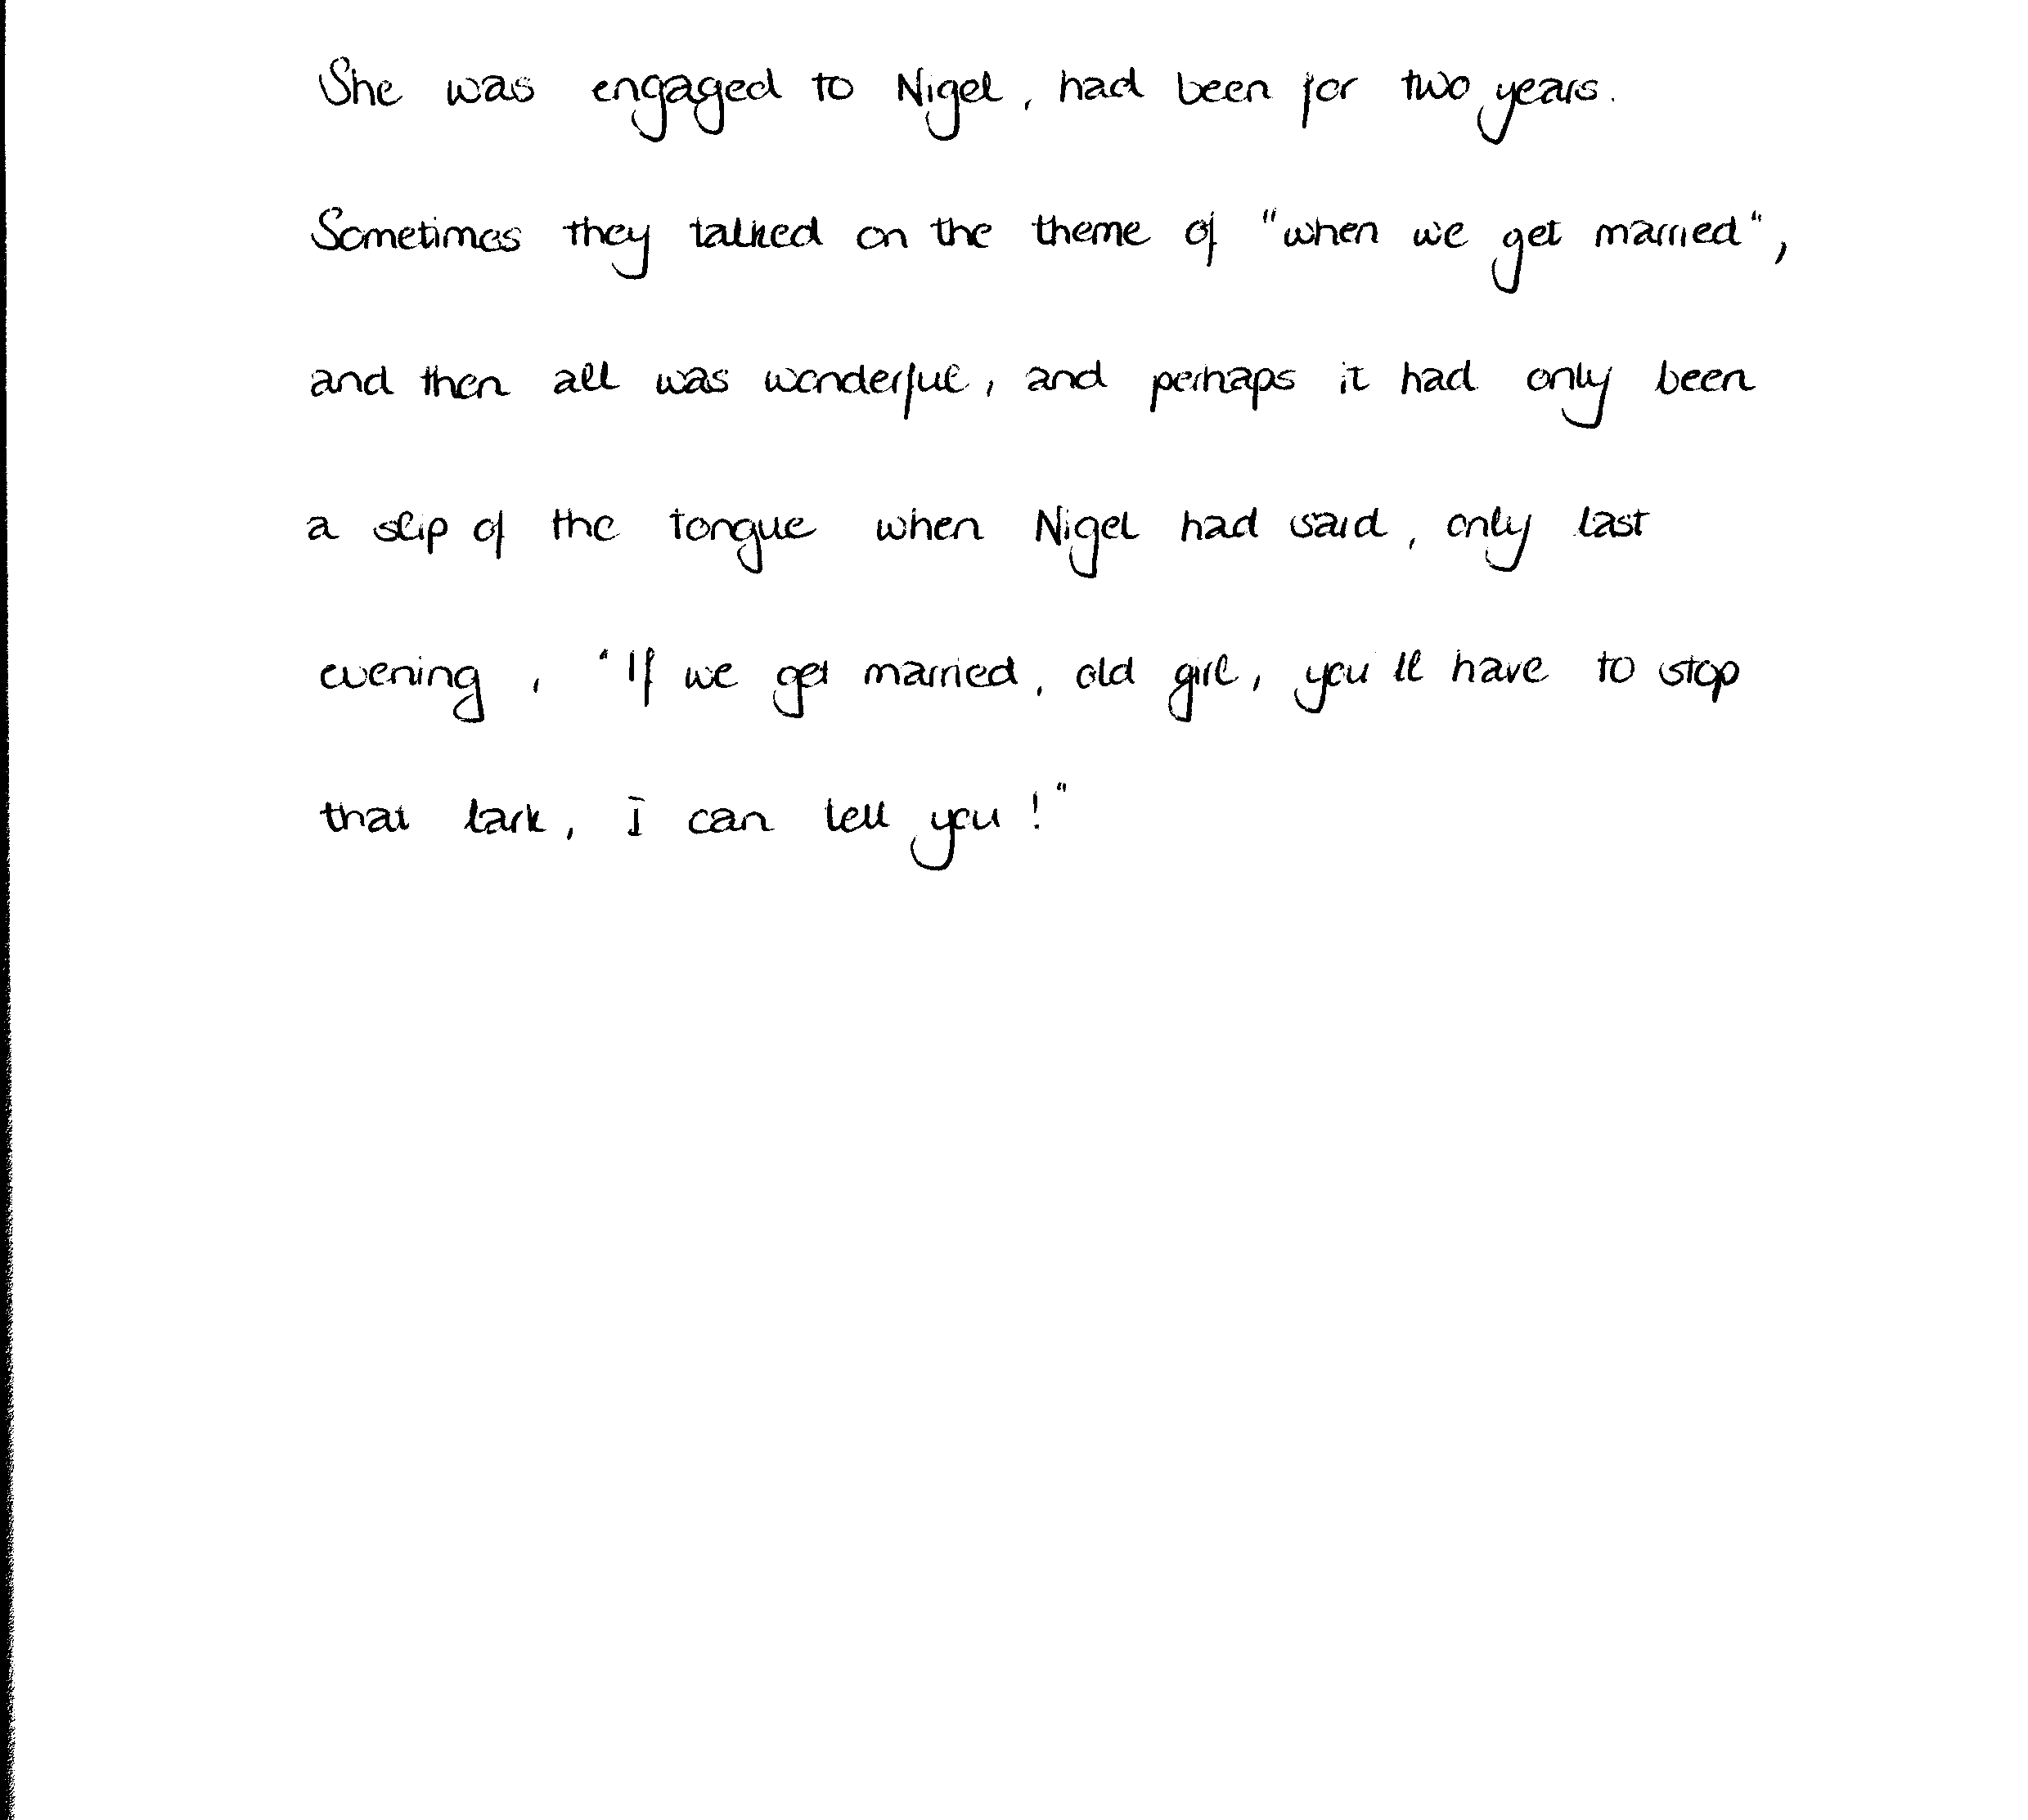 She was engaged to Nigel, had been for two years.
Sometimes they talked on the theme of "when we get married",
and then all was wonderful, and perhaps it had only been
a slip of the tongue when Nigel had said, only last
evening, "If we get married, old girl, you'll have to stop
that lark, I can tell you!"